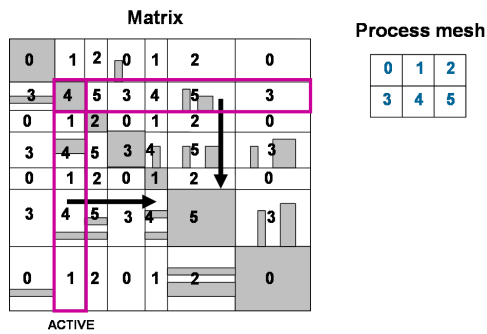 Matrix
Process mesh
0 1 2 0 1 2 0
3 4 5 3 4 5 3
0 1 2 0 1 2 0
3 4 5 3 4 5 3
0 1 2 0 1 2 0
3 4 5 3 4 5 3
0 1 2 0 1 2 0
0 1 2
3 4 5
ACTIVE